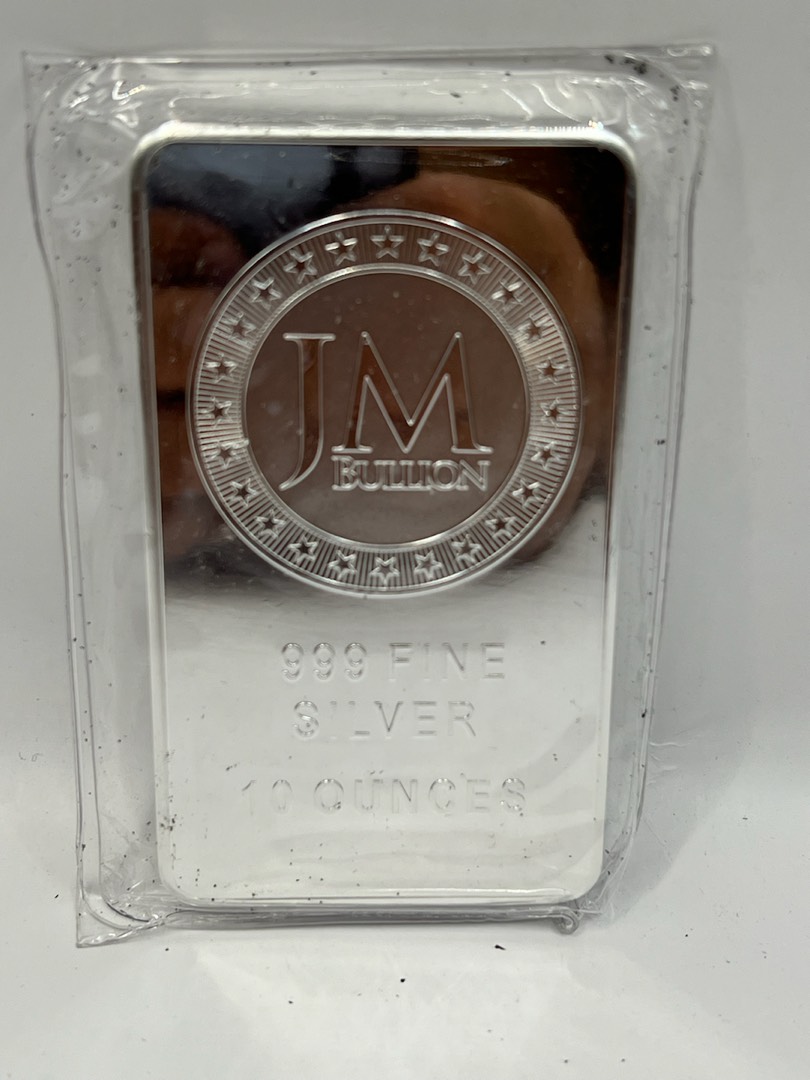 JM
BULLION
999 FINE
SILVER
10 OUNCES